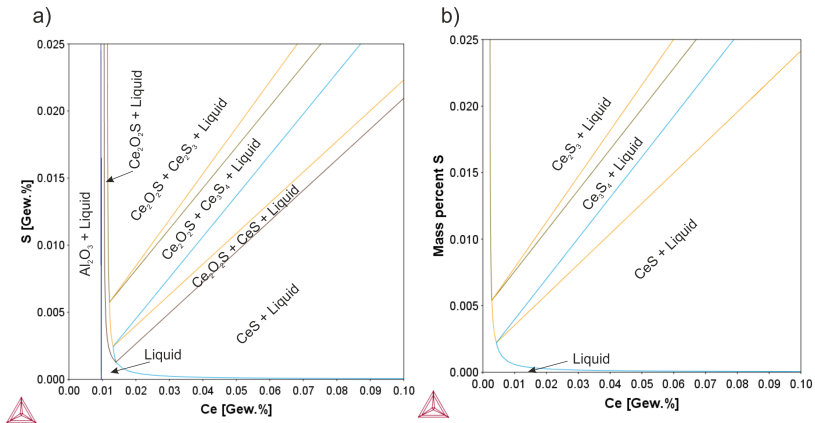 a)
0.025
0.020
0.015
0.010
0.005
0.000
S [Gew.%]
Al₂O₃ + Liquid
Ce₂O₂S + Liquid
Ce₂O₂S + Ce₂S₃ + Liquid
Ce₂O₂S + Ce₃S₄ + Liquid
Ce₂O₂S + CeS + Liquid
CeS + Liquid
Liquid
0.00 0.01 0.02 0.03 0.04 0.05 0.06 0.07 0.08 0.09 0.10
Ce [Gew.%]
b)
0.025
0.020
0.015
0.010
0.005
0.000
Mass percent S
Ce₂S₃ + Liquid
Ce₃S₄ + Liquid
CeS + Liquid
Liquid
0.00 0.01 0.02 0.03 0.04 0.05 0.06 0.07 0.08 0.09 0.10
Ce [Gew.%]